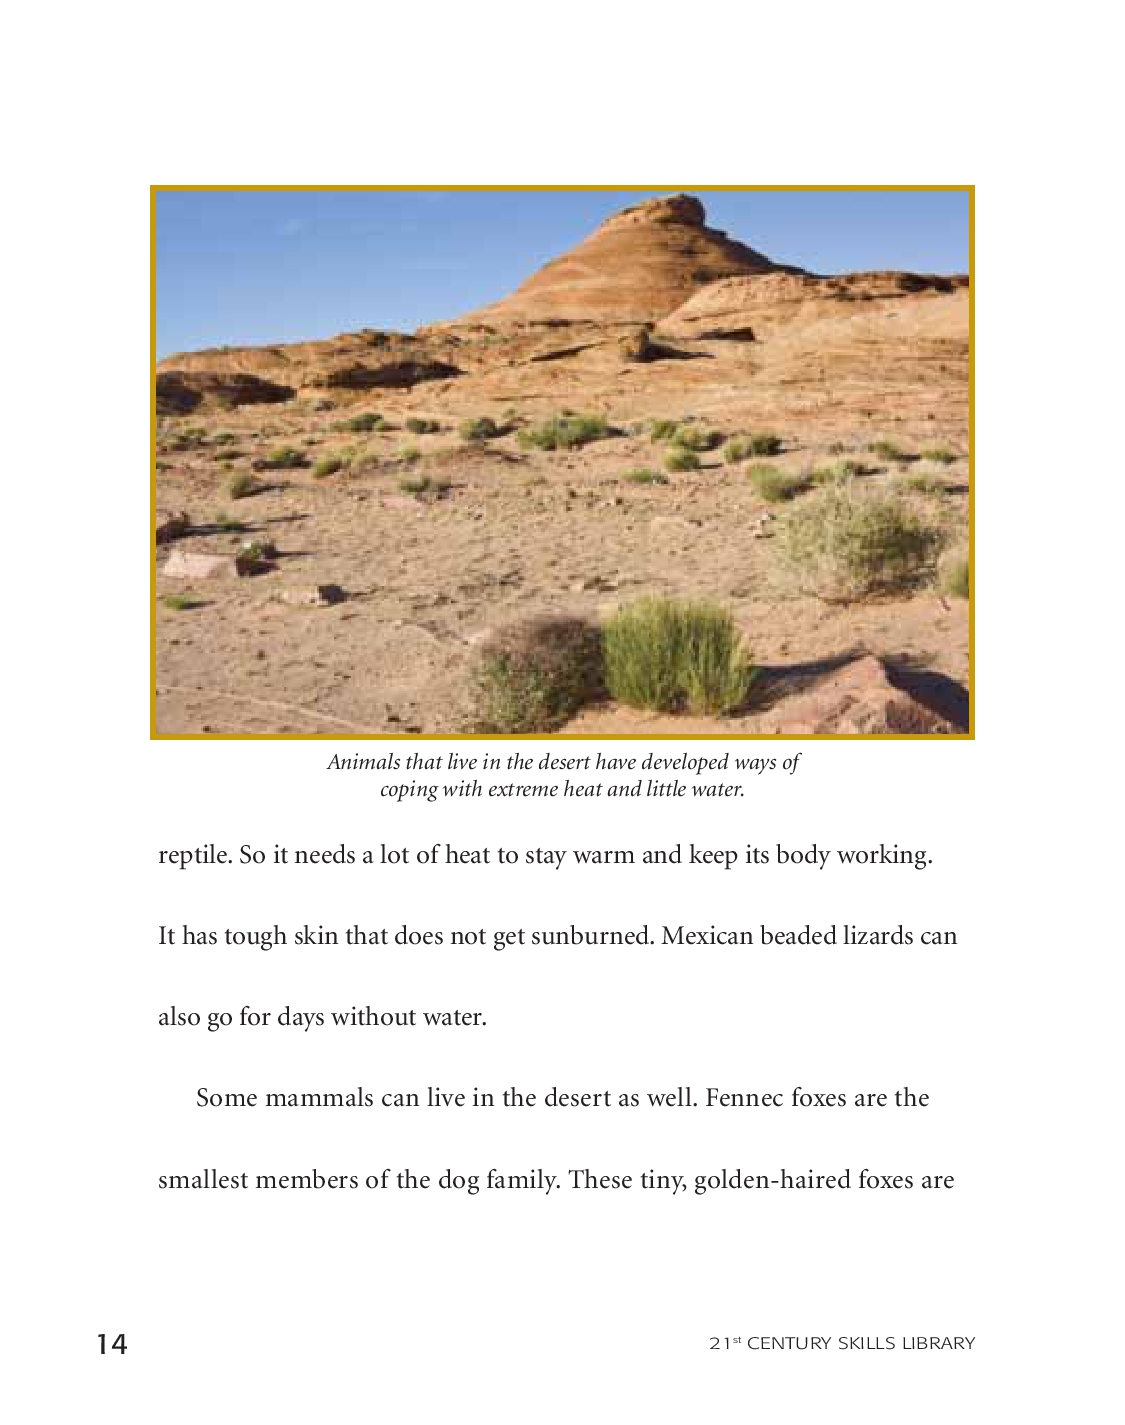 Animals that live in the desert have developed ways of
coping with extreme heat and little water.
reptile. So it needs a lot of heat to stay warm and keep its body working.
It has tough skin that does not get sunburned. Mexican beaded lizards can
also go for days without water.
Some mammals can live in the desert as well. Fennec foxes are the
smallest members of the dog family. These tiny, golden-haired foxes are
14
21st CENTURY SKILLS LIBRARY